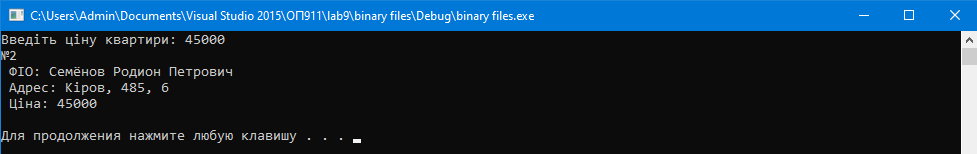 C:\Users\Admin\Documents\Visual Studio 2015\ОП911\lab9\binary files\Debug\binary files.exe
Введіть ціну квартири: 45000
№2
ФІО: Семёнов Родион Петрович
Адрес: Кіров, 485, 6
Ціна: 45000
Для продолжения нажмите любую клавишу . . .